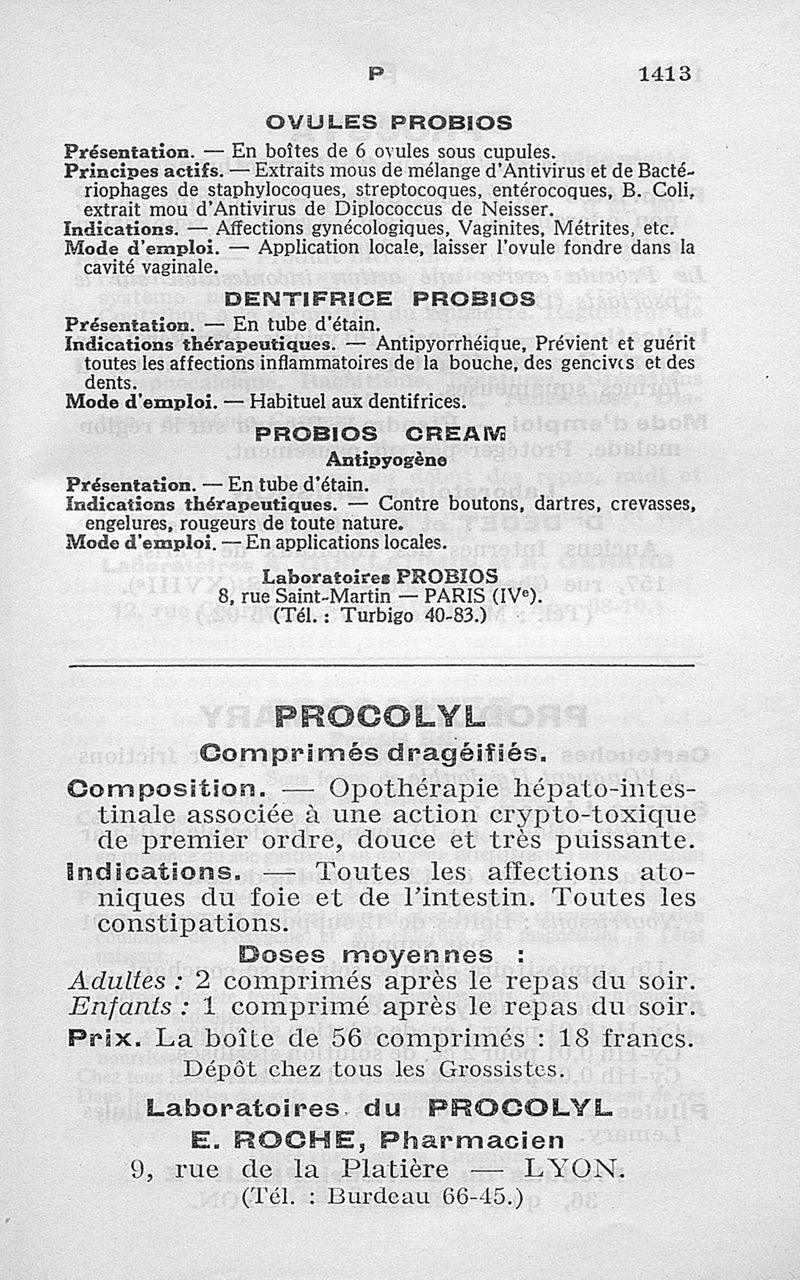 P 1413
OVULES PROBIOS
Présentation. — En boîtes de 6 ovules sous cupules.
Principes actifs. — Extraits mous de mélange d'Antivirus et de Bacté-
riophages de staphylocoques, streptocoques, entérocoques, B. Coli,
extrait mou d'Antivirus de Diplococcus de Neisser.
Indications. — Affections gynécologiques, Vaginites, Métrites, etc.
Mode d'emploi. — Application locale, laisser l'ovule fondre dans la
cavité vaginale.
DENTIFRICE PROBIOS
Présentation. — En tube d'étain.
Indications thérapeutiques. — Antipyorrhéique, Prévient et guérit
toutes les affections inflammatoires de la bouche, des gencives et des
dents.
Mode d'emploi. — Habituel aux dentifrices.
PROBIOS CREAM
Antipyogène
Présentation. — En tube d'étain.
Indications thérapeutiques. — Contre boutons, dartres, crevasses,
engelures, rougeurs de toute nature.
Mode d'emploi. — En applications locales.
Laboratoires PROBIOS
8, rue Saint-Martin — PARIS (IVe).
(Tél. : Turbigo 40-83.)
PROCOLYL
Comprimés dragéifiés.
Composition. — Opothérapie hépato-intes-
tinale associée à une action crypto-toxique
de premier ordre, douce et très puissante.
Indications. — Toutes les affections ato-
niques du foie et de l'intestin. Toutes les
constipations.
Doses moyennes :
Adultes : 2 comprimés après le repas du soir.
Enfants : 1 comprimé après le repas du soir.
Prix. La boîte de 56 comprimés : 18 francs.
Dépôt chez tous les Grossistes.
Laboratoires du PROCOLYL
E. ROCHE, Pharmacien
9, rue de la Platière — LYON.
(Tél. : Burdeau 66-45.)